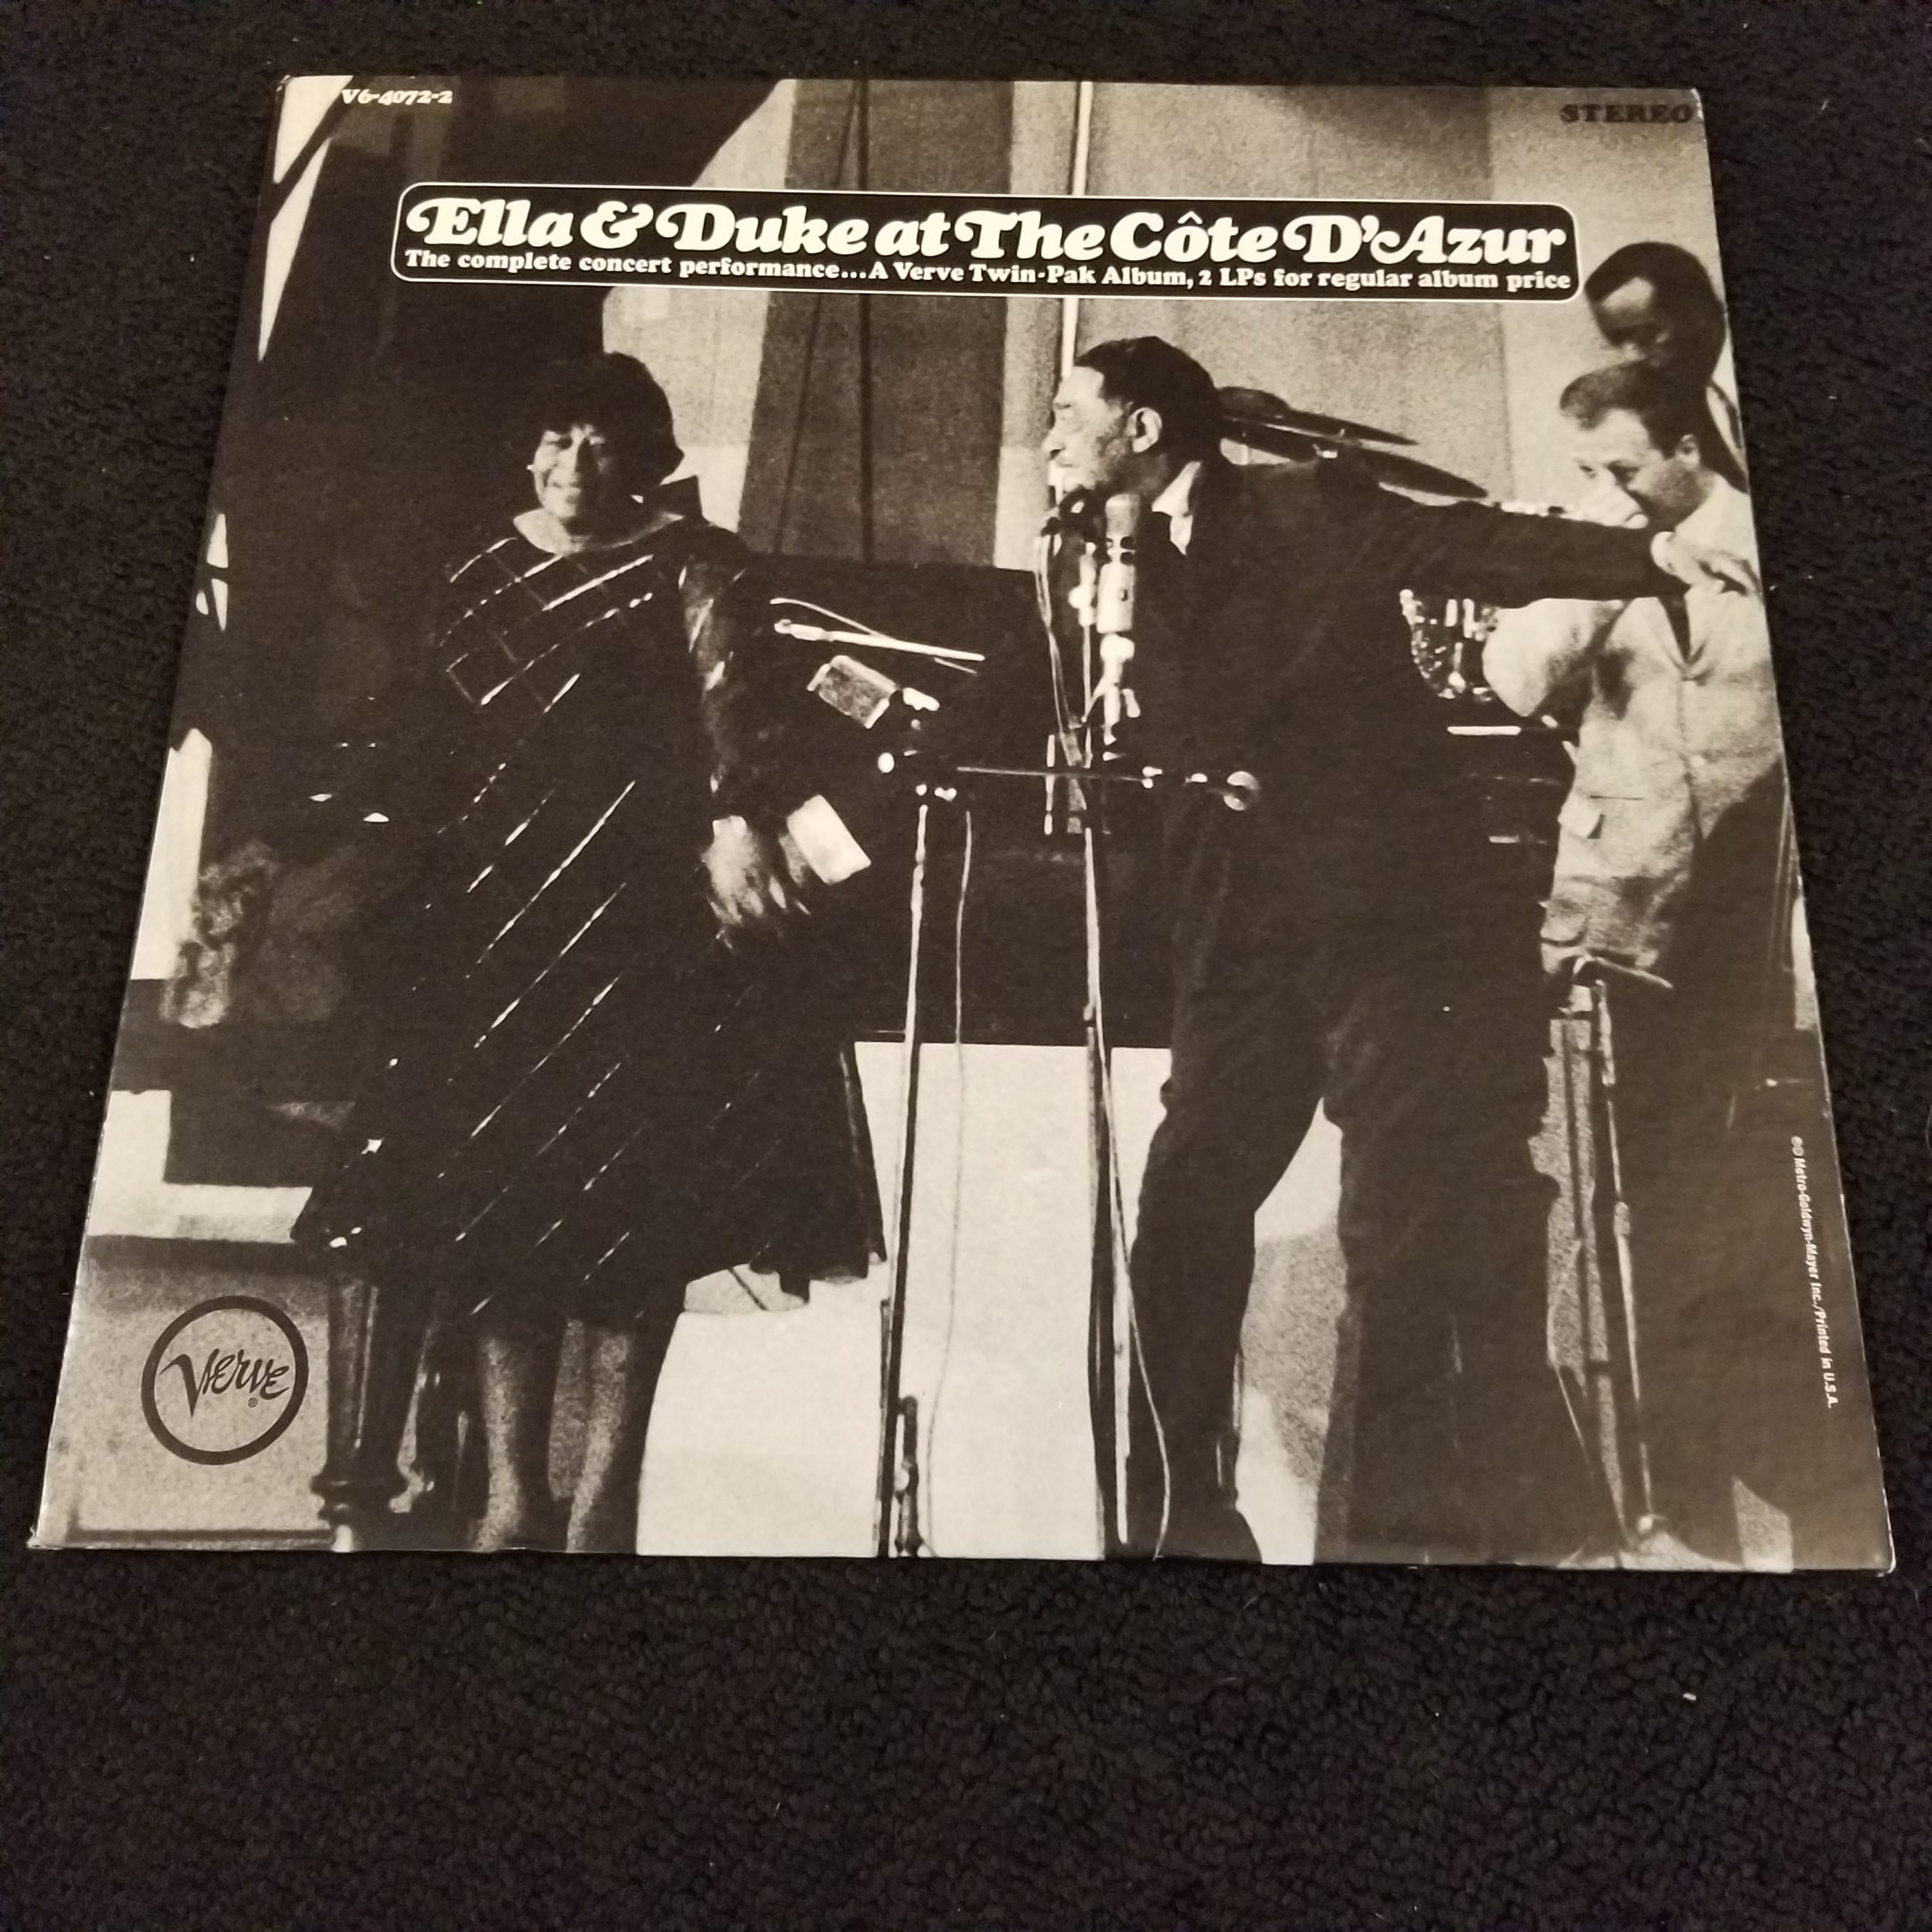 V6-4072-2
STEREO
Ella & Duke at The Côte D'Azur
The complete concert performance...A Verve Twin-Pak Album, 2 LPs for regular album price
℗© Metro-Goldwyn-Mayer Inc./Printed in U.S.A.
Verve®